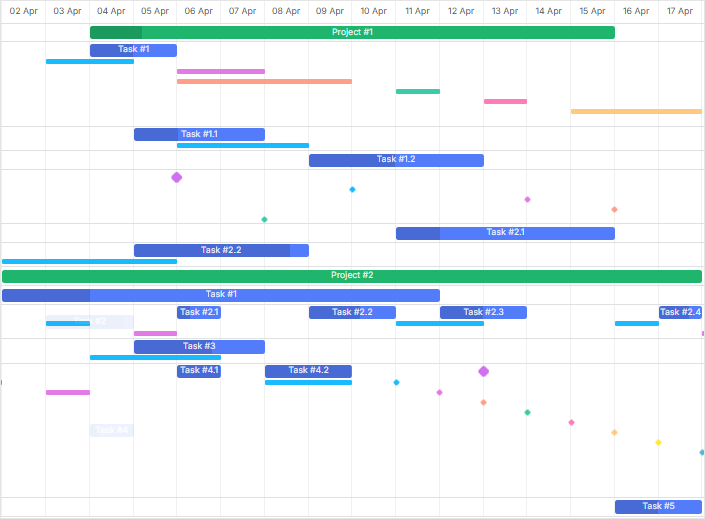 02 Apr 03 Apr 04 Apr 05 Apr 06 Apr 07 Apr 08 Apr 09 Apr 10 Apr 11 Apr 12 Apr 13 Apr 14 Apr 15 Apr 16 Apr 17 Apr
Project #1
Task #1
Task #1.1
Task #1.2
Task #2.1
Task #2.2
Project #2
Task #1
Task #2.1 Task #2.2 Task #2.3 Task #2.4
Task #3
Task #4.1 Task #4.2
Task #4
Task #5